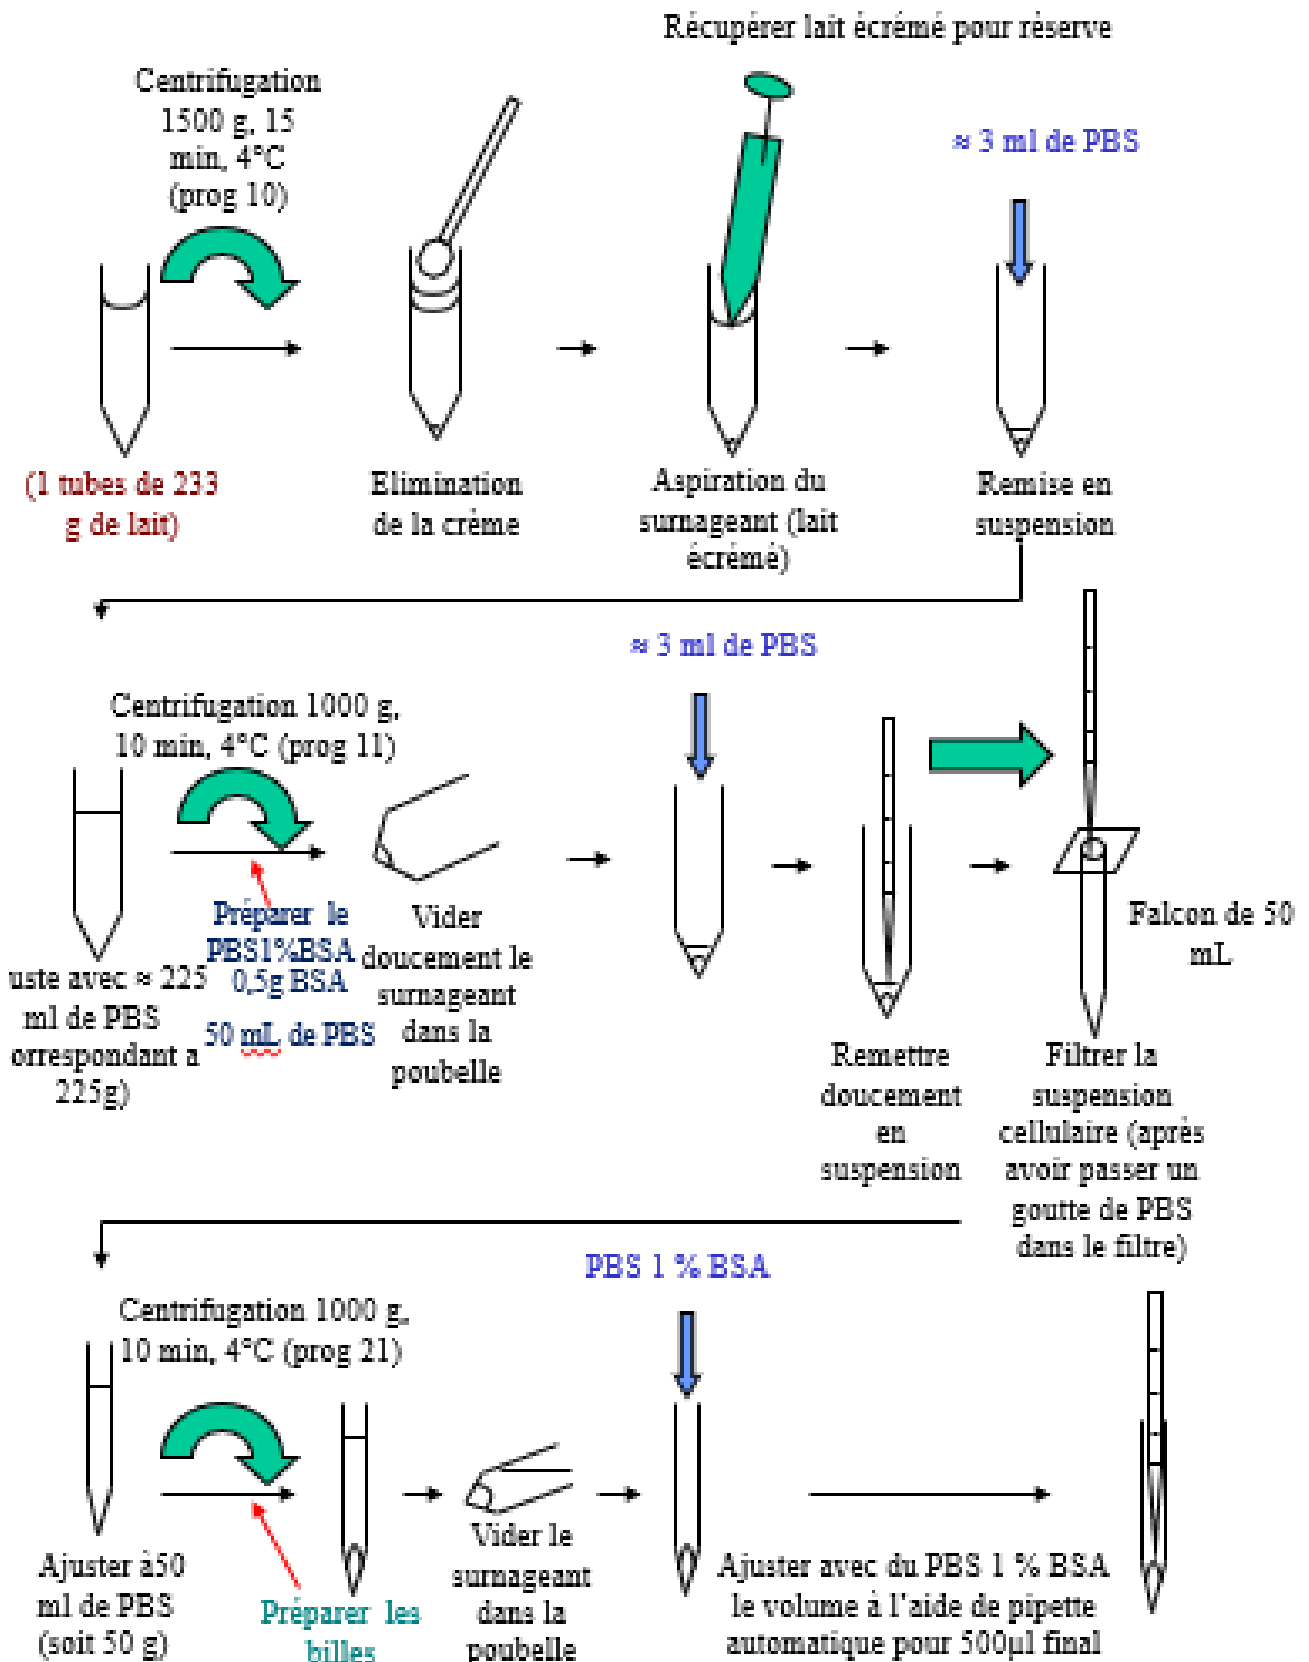 Récupérer lait écrémé pour réserve
Centrifugation
1500 g, 15
min, 4°C
(prog 10)
≈ 3 ml de PBS
(1 tubes de 233
g de lait)
Elimination
de la crème
Aspiration du
surnageant (lait
écrémé)
Remise en
suspension
≈ 3 ml de PBS
Centrifugation 1000 g,
10 min, 4°C (prog 11)
uste avec ≈ 225
ml de PBS
orrespondant a
225g)
Préparer le
PBS1%BSA
0,5g BSA
50 mL de PBS
Vider
doucement le
surnageant
dans la
poubelle
Remettre
doucement
en
suspension
Falcon de 50
mL
Filtrer la
suspension
cellulaire (après
avoir passer un
goutte de PBS
dans le filtre)
PBS 1 % BSA
Centrifugation 1000 g,
10 min, 4°C (prog 21)
Ajuster à50
ml de PBS
(soit 50 g)
Préparer les
billes
Vider le
surnageant
dans la
poubelle
Ajuster avec du PBS 1 % BSA
le volume à l'aide de pipette
automatique pour 500µl final